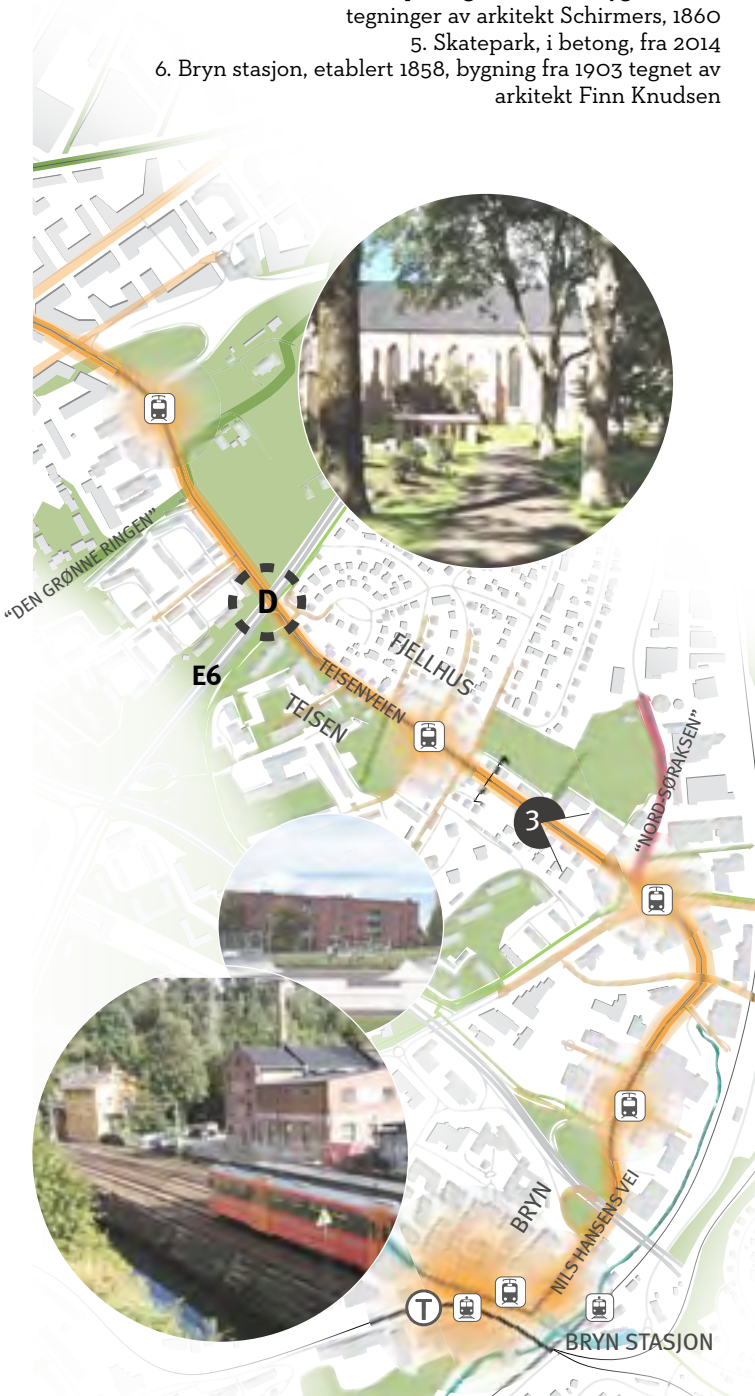 tegninger av arkitekt Schirmers, 1860
5. Skatepark, i betong, fra 2014
6. Bryn stasjon, etablert 1858, bygning fra 1903 tegnet av
arkitekt Finn Knudsen
"DEN GRØNNE RINGEN"
D
E6
FJELLHUS
TEISENVEIEN
TEISEN
"NORD-SØRAKSEN"
3
BRYN
NILS HANSENS VEI
T
BRYN STASJON